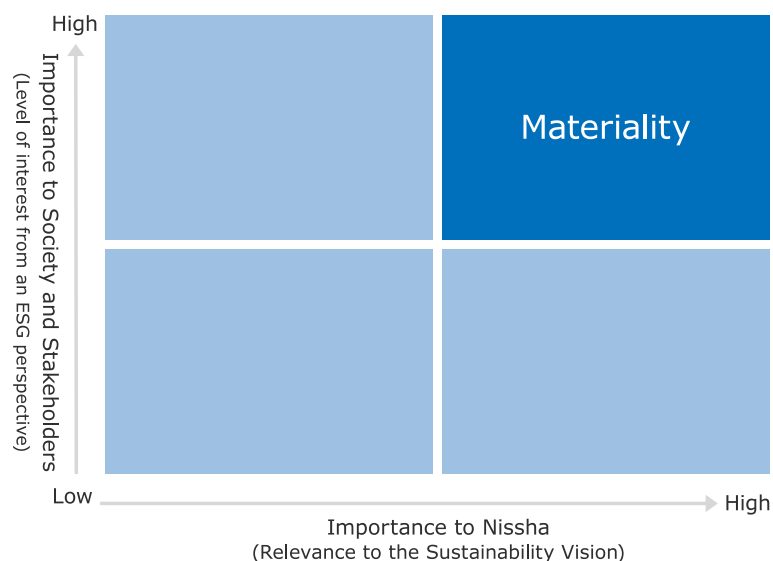 High
Materiality
Importance to Society and Stakeholders
(Level of interest from an ESG perspective)
Low
High
Importance to Nissha
(Relevance to the Sustainability Vision)